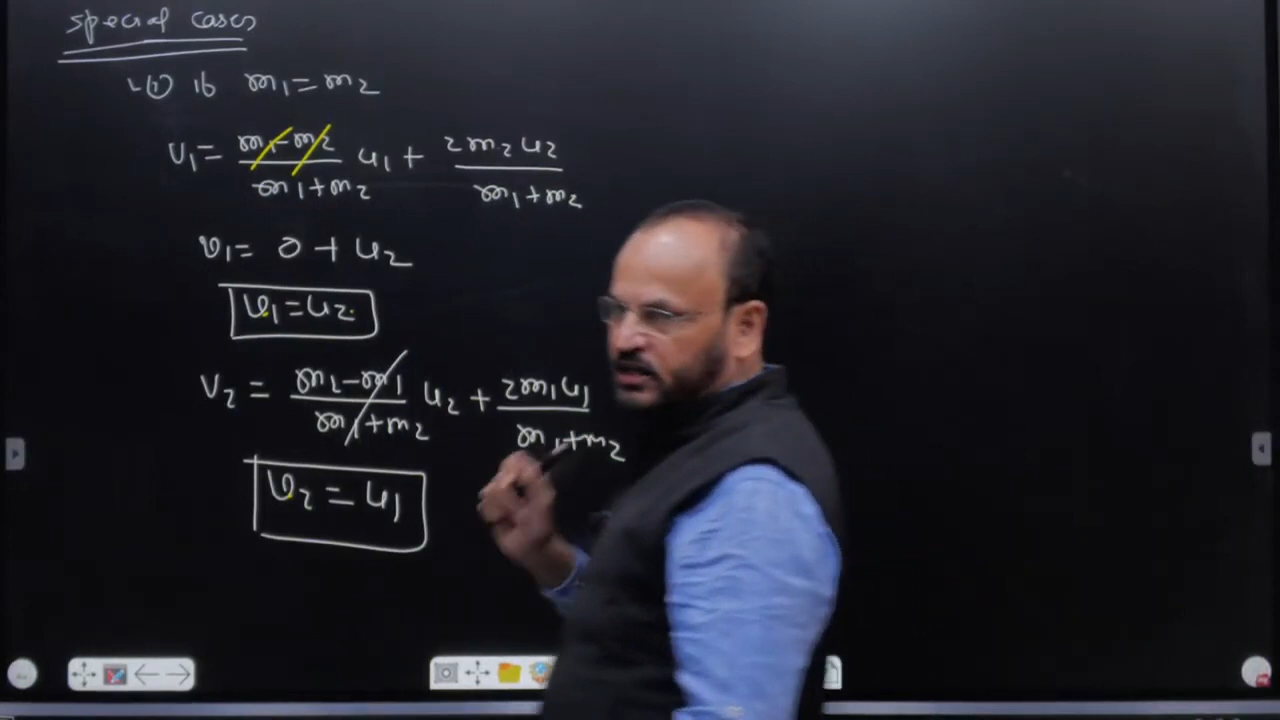 special cases
(i) if m₁=m₂
v₁= (m₁-m₂)/(m₁+m₂) u₁+ (2m₂u₂)/(m₁+m₂)
v₁= 0+u₂
v₁=u₂
v₂ = (m₂-m₁)/(m₁+m₂) u₂+ (2m₁u₁)/(m₁+m₂)
v₂ = u₁